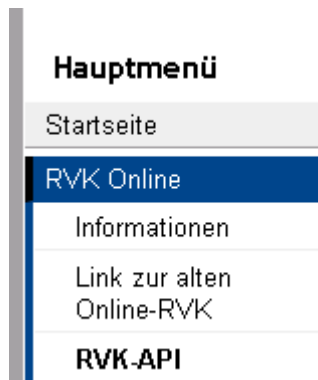 Hauptmenü
Startseite
RVK Online
Informationen
Link zur alten
Online-RVK
RVK-API